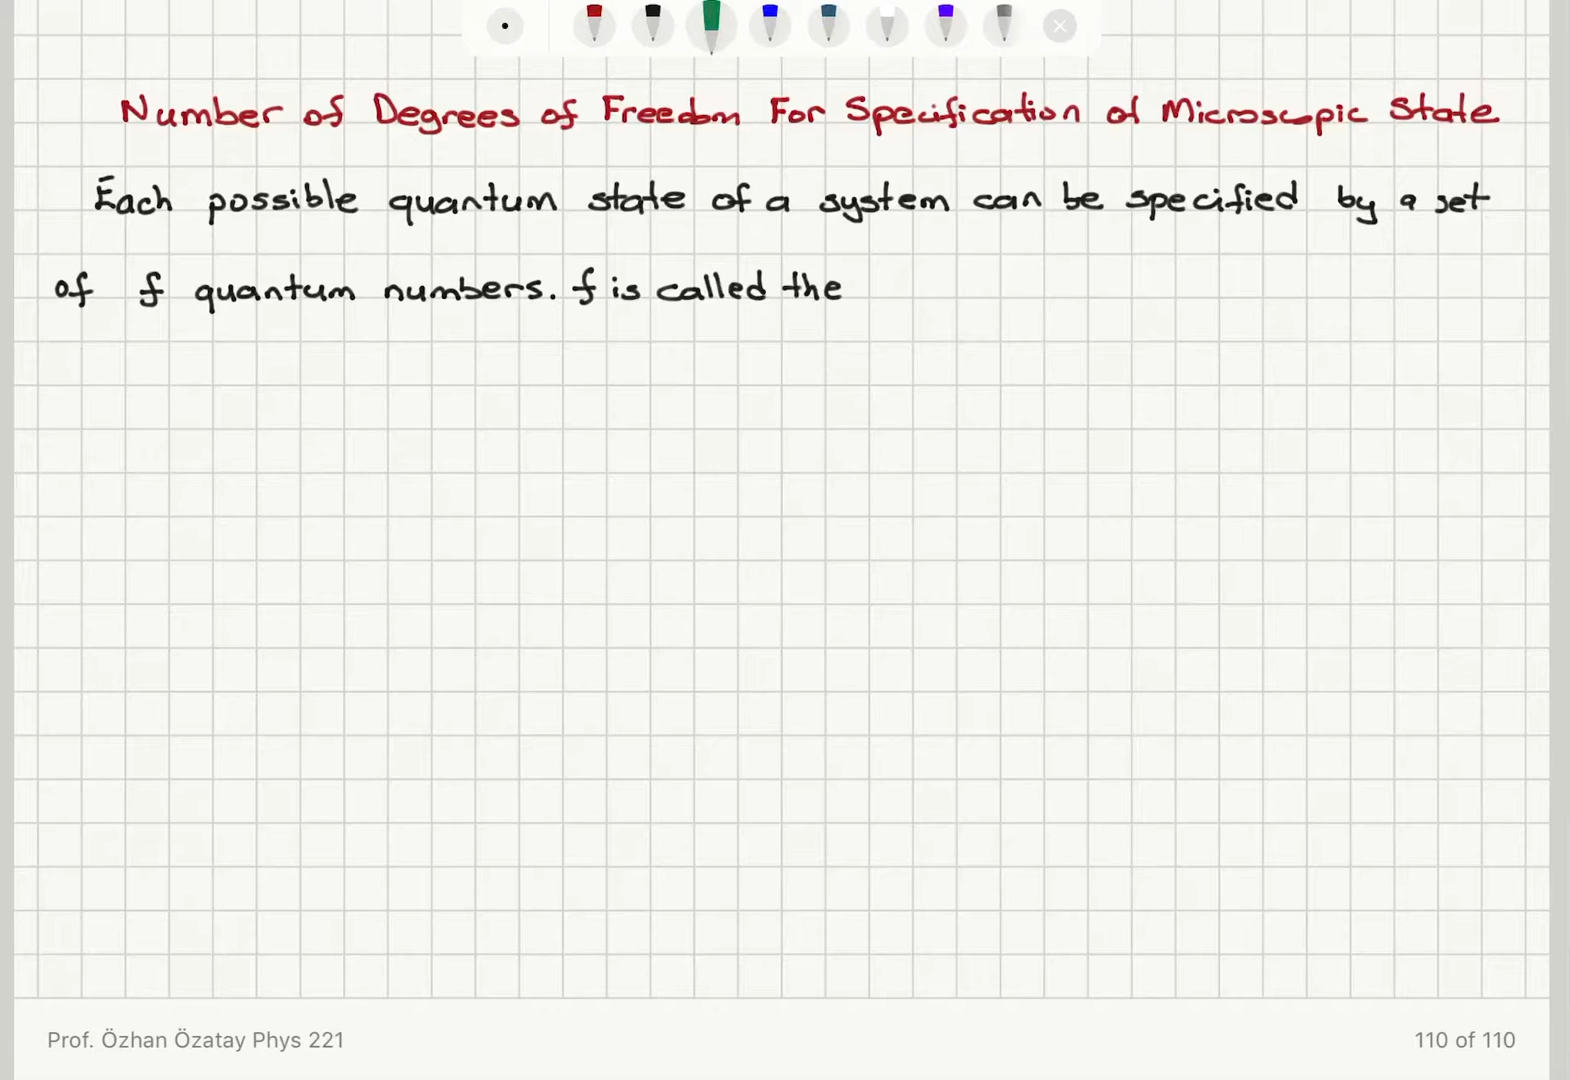 Number of Degrees of Freedom For Specification of Microscopic State
Each possible quantum state of a system can be specified by a set
of f quantum numbers. f is called the
Prof. Özhan Özatay Phys 221
110 of 110